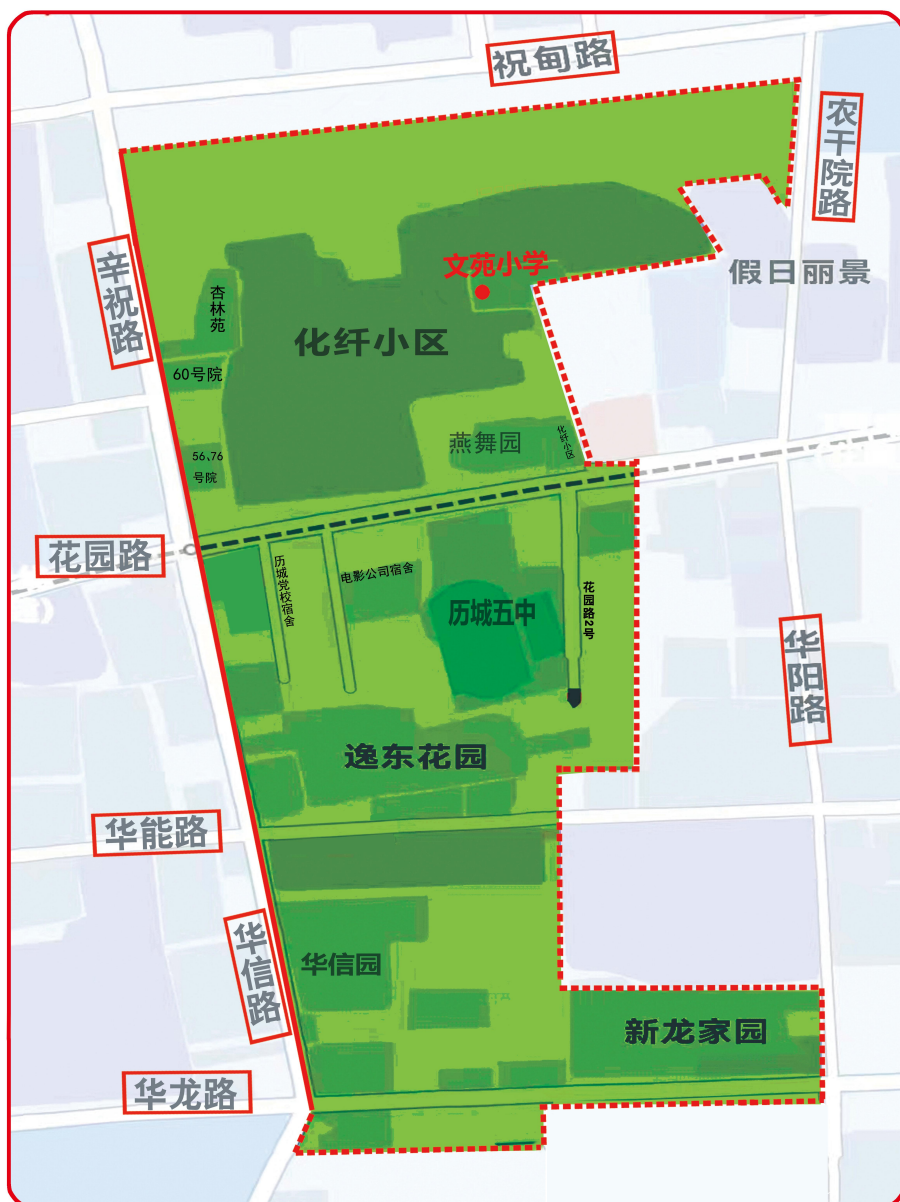 祝甸路
农干院路
辛祝路
文苑小学
假日丽景
杏林苑
化纤小区
60号院
燕舞园
化纤小区
56、76
号院
花园路
历城党校宿舍
电影公司宿舍
历城五中
花园路2号
华阳路
逸东花园
华能路
华信路
华信园
新龙家园
华龙路